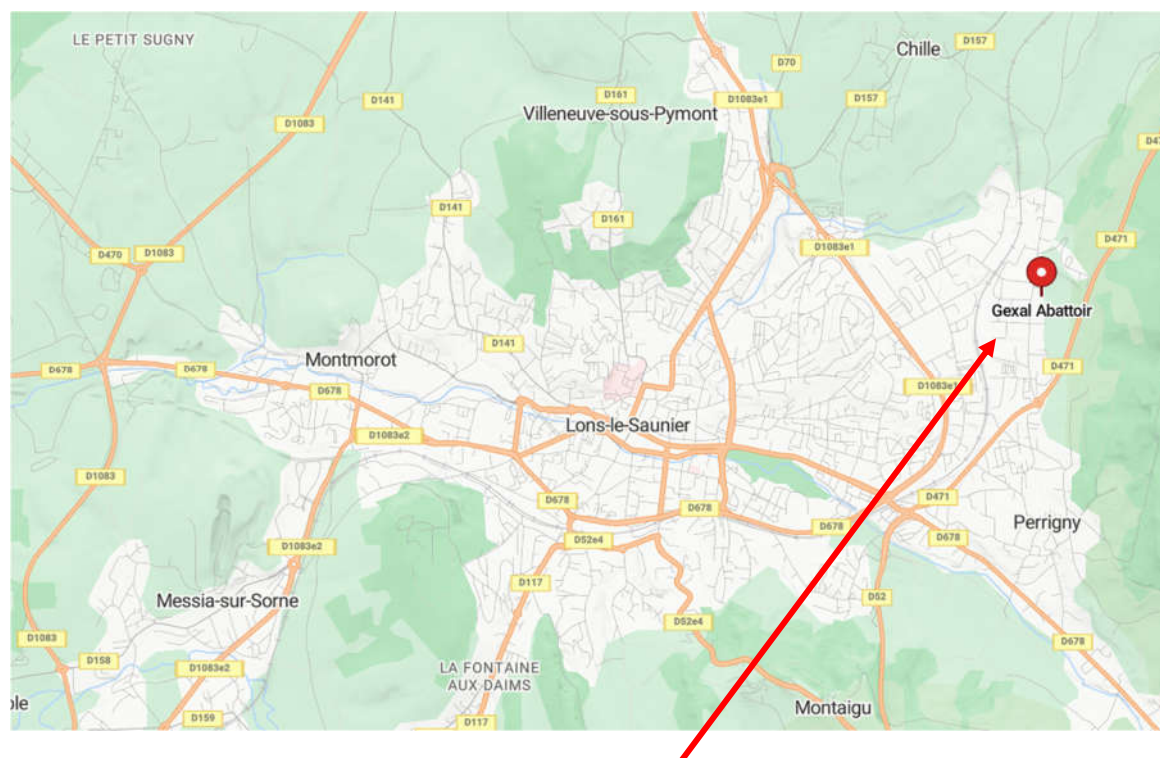 LE PETIT SUGNY
Chille
D157
D70
D141
D161
D1083e1
D157
D1083
Villeneuve-sous-Pymont
D141
D161
D470
D1083
D1083e1
D471
Gexal Abattoir
D141
Montmorot
D678
D678
D678
D1083e1
D471
Lons-le-Saunier
D1083e2
D1083
D678
D678
D678
D471
Perrigny
D678
D1083e2
D52e4
D117
Messia-sur-Sorne
D52
D52e4
D1083
D678
D158
D1083e2
LA FONTAINE
AUX DAIMS
Montaigu
D159
D117